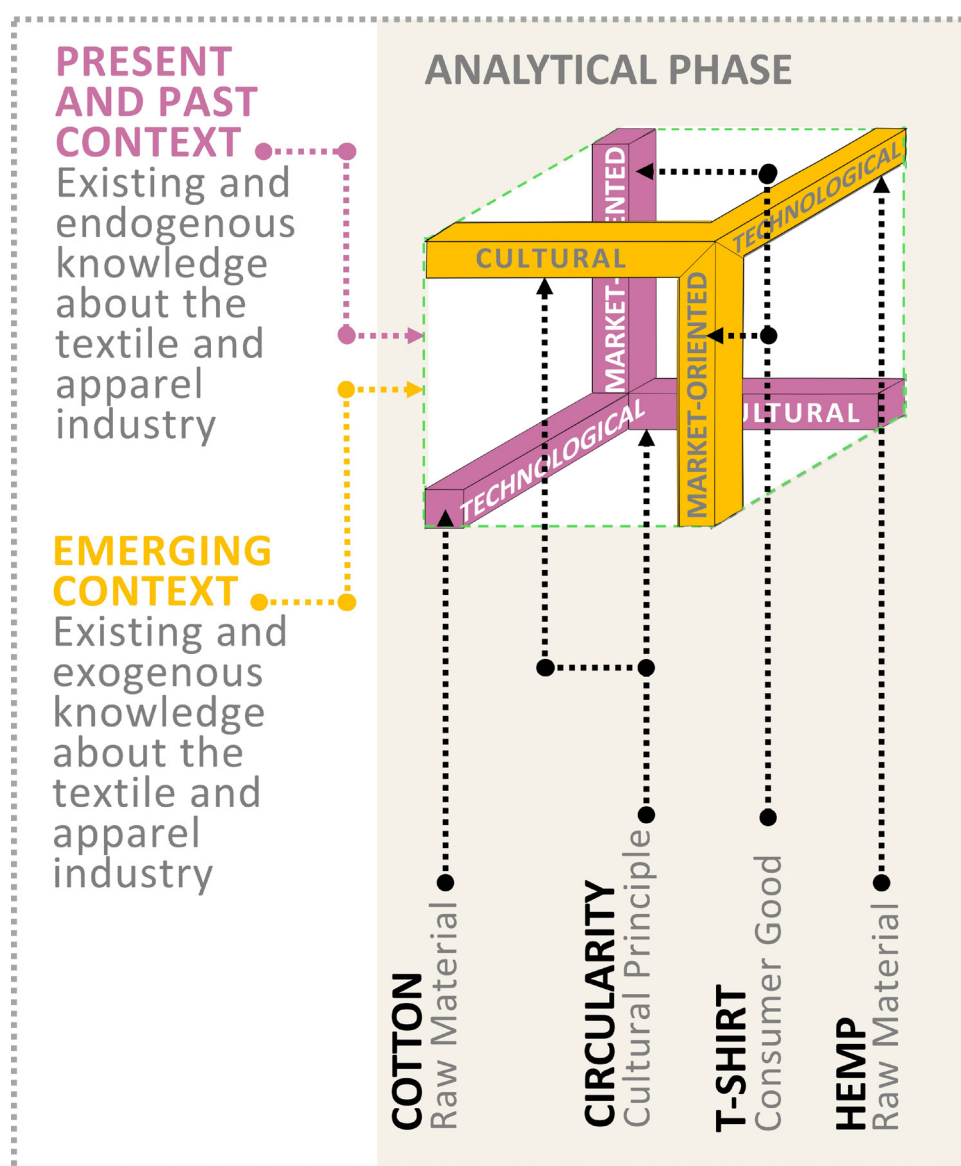 PRESENT
AND PAST
CONTEXT
Existing and
endogenous
knowledge
about the
textile and
apparel
industry
EMERGING
CONTEXT
Existing and
exogenous
knowledge
about the
textile and
apparel
industry
ANALYTICAL PHASE
MARKET- NTED
TECHNOLOGICAL
CULTURAL
MARKET-ORIENTED
TECHNOLOGICAL
ULTURAL
COTTON
Raw Material
CIRCULARITY
Cultural Principle
T-SHIRT
Consumer Good
HEMP
Raw Material